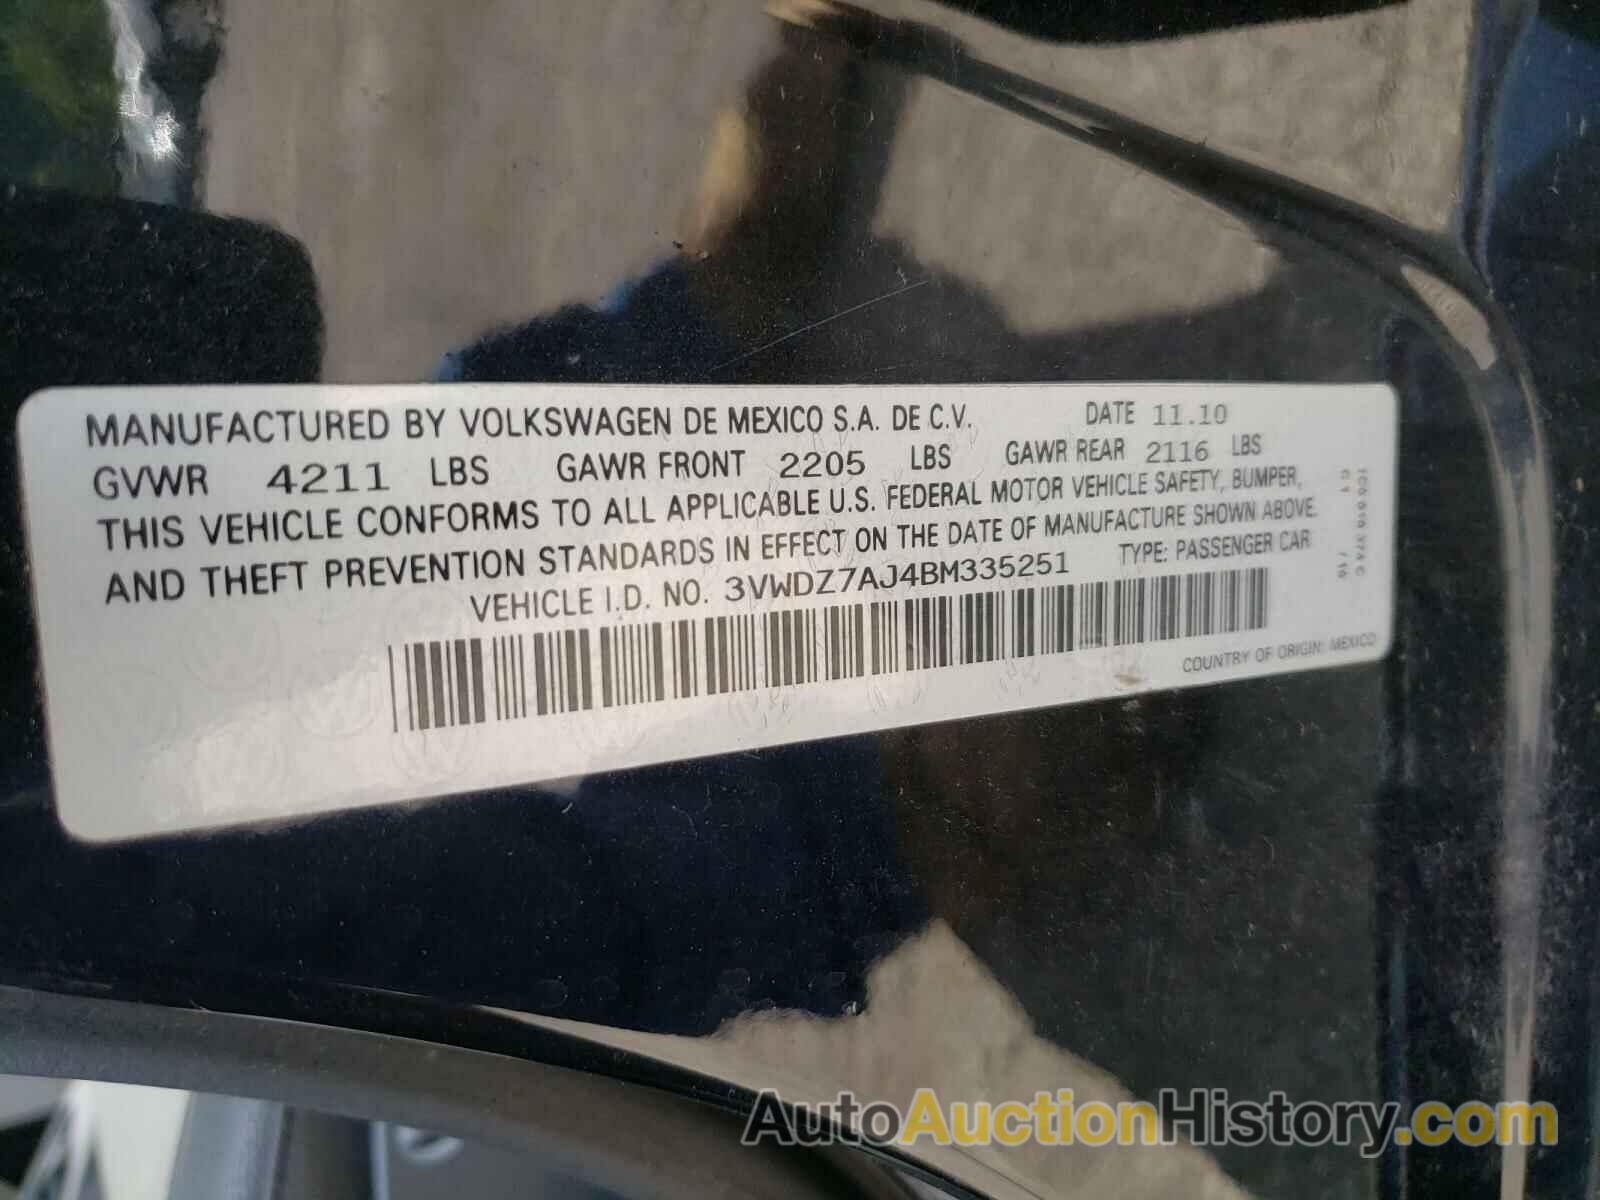 MANUFACTURED BY VOLKSWAGEN DE MEXICO S.A. DE C.V. DATE 11.10
GVWR 4211 LBS GAWR FRONT 2205 LBS GAWR REAR 2116 LBS
THIS VEHICLE CONFORMS TO ALL APPLICABLE U.S. FEDERAL MOTOR VEHICLE SAFETY, BUMPER,
AND THEFT PREVENTION STANDARDS IN EFFECT ON THE DATE OF MANUFACTURE SHOWN ABOVE.
VEHICLE I.D. NO. 3VWDZ7AJ4BM335251 TYPE: PASSENGER CAR
COUNTRY OF ORIGIN: MEXICO
AutoAuctionHistory.com